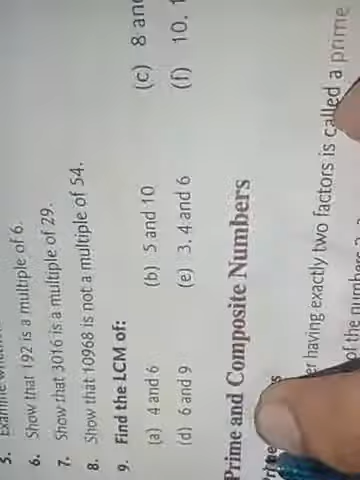 5. Examine
6. Show that 192 is a multiple of 6.
7. Show that 3016 is a multiple of 29.
8. Show that 10968 is not a multiple of 54.
9. Find the LCM of:
(a) 4 and 6 (b) 5 and 10 (c) 8 and
(d) 6 and 9 (e) 3, 4 and 6 (f) 10,
Prime and Composite Numbers
having exactly two factors is called a prime
of the numbers